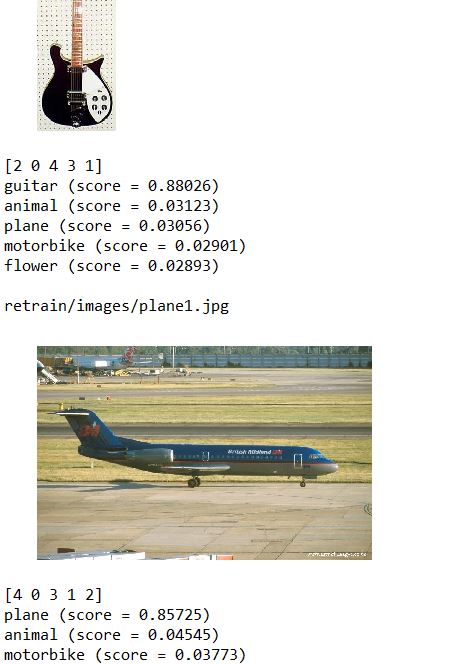 [2 0 4 3 1]
guitar (score = 0.88026)
animal (score = 0.03123)
plane (score = 0.03056)
motorbike (score = 0.02901)
flower (score = 0.02893)
retrain/images/plane1.jpg
British Midland
[4 0 3 1 2]
plane (score = 0.85725)
animal (score = 0.04545)
motorbike (score = 0.03773)